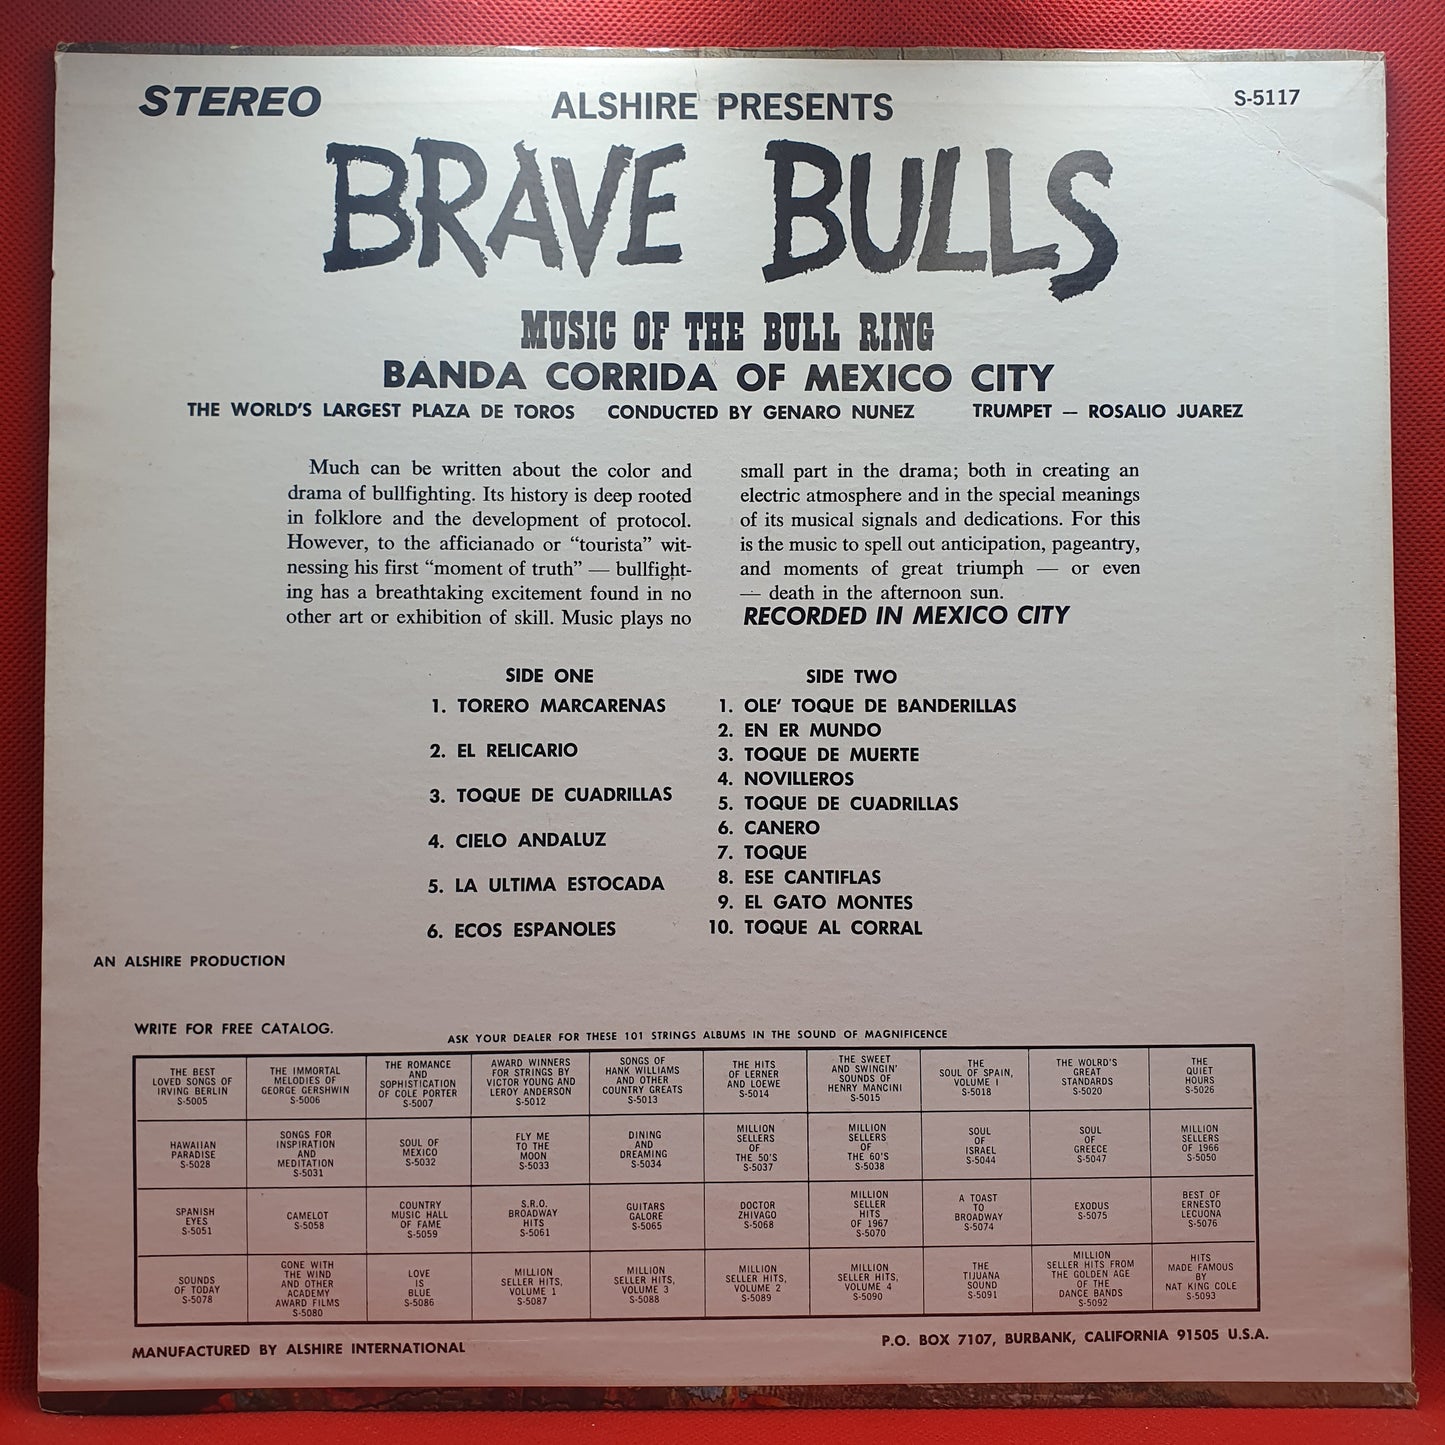 STEREO
ALSHIRE PRESENTS
S-5117
BRAVE BULLS
MUSIC OF THE BULL RING
BANDA CORRIDA OF MEXICO CITY
THE WORLD'S LARGEST PLAZA DE TOROS CONDUCTED BY GENARO NUNEZ TRUMPET — ROSALIO JUAREZ
Much can be written about the color and
drama of bullfighting. Its history is deep rooted
in folklore and the development of protocol.
However, to the afficianado or "tourista" wit-
nessing his first "moment of truth" — bullfight-
ing has a breathtaking excitement found in no
other art or exhibition of skill. Music plays no
small part in the drama; both in creating an
electric atmosphere and in the special meanings
of its musical signals and dedications. For this
is the music to spell out anticipation, pageantry,
and moments of great triumph — or even
— death in the afternoon sun.
RECORDED IN MEXICO CITY
SIDE ONE
1. TORERO MARCARENAS
2. EL RELICARIO
3. TOQUE DE CUADRILLAS
4. CIELO ANDALUZ
5. LA ULTIMA ESTOCADA
6. ECOS ESPANOLES
SIDE TWO
1. OLE' TOQUE DE BANDERILLAS
2. EN ER MUNDO
3. TOQUE DE MUERTE
4. NOVILLEROS
5. TOQUE DE CUADRILLAS
6. CANERO
7. TOQUE
8. ESE CANTIFLAS
9. EL GATO MONTES
10. TOQUE AL CORRAL
AN ALSHIRE PRODUCTION
WRITE FOR FREE CATALOG.
ASK YOUR DEALER FOR THESE 101 STRINGS ALBUMS IN THE SOUND OF MAGNIFICENCE
THE BEST
LOVED SONGS OF
IRVING BERLIN
S-5005
THE IMMORTAL
MELODIES OF
GEORGE GERSHWIN
S-5006
THE ROMANCE
AND
SOPHISTICATION
OF COLE PORTER
S-5007
AWARD WINNERS
FOR STRINGS BY
VICTOR YOUNG AND
LEROY ANDERSON
S-5012
SONGS OF
HANK WILLIAMS
AND OTHER
COUNTRY GREATS
S-5013
THE HITS
OF LERNER
AND LOEWE
S-5014
THE SWEET
AND SWINGIN'
SOUNDS OF
HENRY MANCINI
S-5015
THE
SOUL OF SPAIN,
VOLUME I
S-5018
THE WOLRD'S
GREAT
STANDARDS
S-5020
THE
QUIET
HOURS
S-5026
HAWAIIAN
PARADISE
S-5028
SONGS FOR
INSPIRATION
AND
MEDITATION
S-5031
SOUL OF
MEXICO
S-5032
FLY ME
TO THE
MOON
S-5033
DINING
AND
DREAMING
S-5034
MILLION
SELLERS
OF
THE 50'S
S-5037
MILLION
SELLERS
OF
THE 60'S
S-5038
SOUL
OF
ISRAEL
S-5044
SOUL
OF
GREECE
S-5047
MILLION
SELLERS
OF 1966
S-5050
SPANISH
EYES
S-5051
CAMELOT
S-5058
COUNTRY
MUSIC HALL
OF FAME
S-5059
S.R.O.
BROADWAY
HITS
S-5061
GUITARS
GALORE
S-5065
DOCTOR
ZHIVAGO
S-5068
MILLION
SELLER
HITS
OF 1967
S-5070
A TOAST
TO
BROADWAY
S-5074
EXODUS
S-5075
BEST OF
ERNESTO
LECUONA
S-5076
SOUNDS
OF TODAY
S-5078
GONE WITH
THE WIND
AND OTHER
ACADEMY
AWARD FILMS
S-5080
LOVE
IS
BLUE
S-5086
MILLION
SELLER HITS,
VOLUME 1
S-5087
MILLION
SELLER HITS,
VOLUME 3
S-5088
MILLION
SELLER HITS,
VOLUME 2
S-5089
MILLION
SELLER HITS,
VOLUME 4
S-5090
THE
TIJUANA
SOUND
S-5091
MILLION
SELLER HITS FROM
THE GOLDEN AGE
OF THE
DANCE BANDS
S-5092
HITS
MADE FAMOUS
BY
NAT KING COLE
S-5093
MANUFACTURED BY ALSHIRE INTERNATIONAL
P.O. BOX 7107, BURBANK, CALIFORNIA 91505 U.S.A.